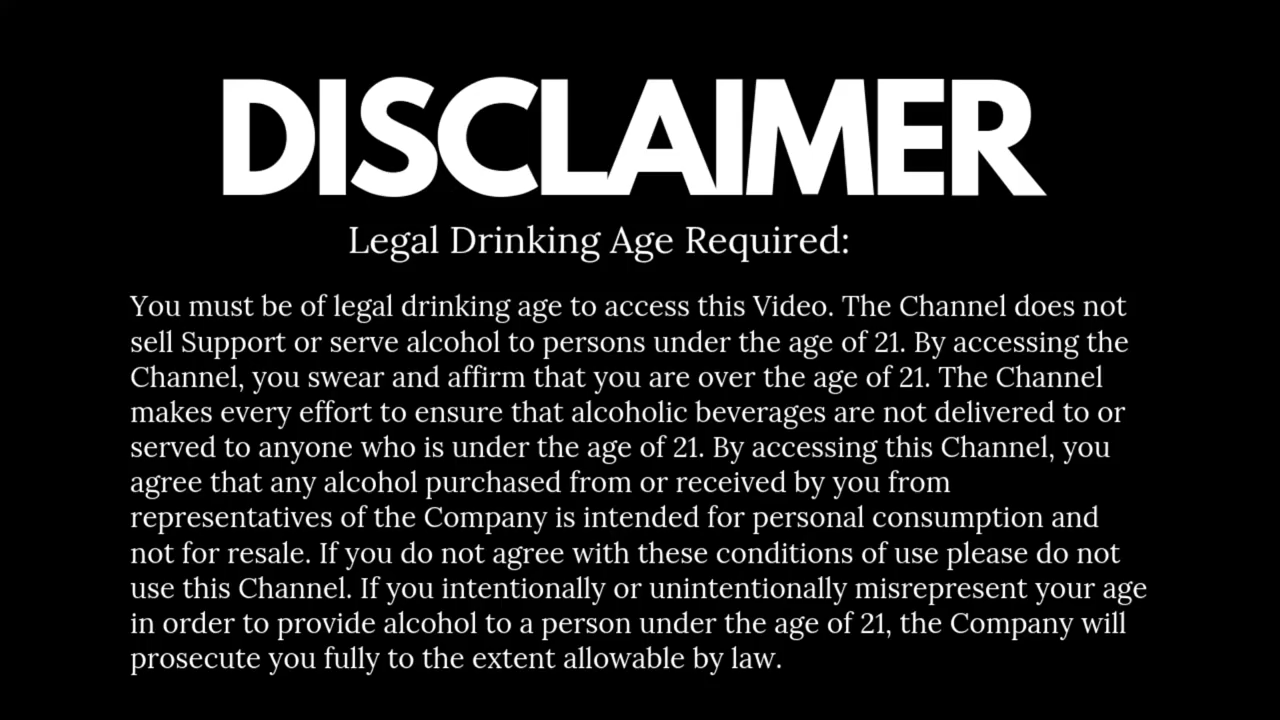 DISCLAIMER
Legal Drinking Age Required:
You must be of legal drinking age to access this Video. The Channel does not
sell Support or serve alcohol to persons under the age of 21. By accessing the
Channel, you swear and affirm that you are over the age of 21. The Channel
makes every effort to ensure that alcoholic beverages are not delivered to or
served to anyone who is under the age of 21. By accessing this Channel, you
agree that any alcohol purchased from or received by you from
representatives of the Company is intended for personal consumption and
not for resale. If you do not agree with these conditions of use please do not
use this Channel. If you intentionally or unintentionally misrepresent your age
in order to provide alcohol to a person under the age of 21, the Company will
prosecute you fully to the extent allowable by law.